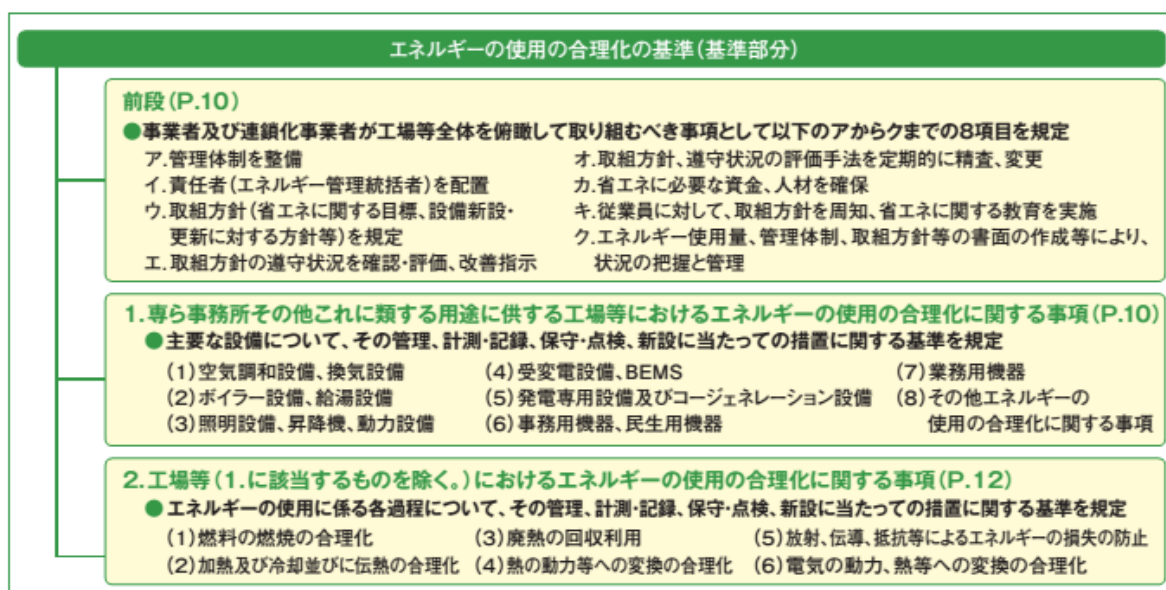 エネルギーの使用の合理化の基準(基準部分)
前段(P.10)
●事業者及び連鎖化事業者が工場等全体を俯瞰して取り組むべき事項として以下のアからクまでの8項目を規定
ア.管理体制を整備
イ.責任者(エネルギー管理統括者)を配置
ウ.取組方針(省エネに関する目標、設備新設・
更新に対する方針等)を規定
エ.取組方針の遵守状況を確認・評価、改善指示
オ.取組方針、遵守状況の評価手法を定期的に精査、変更
カ.省エネに必要な資金、人材を確保
キ.従業員に対して、取組方針を周知、省エネに関する教育を実施
ク.エネルギー使用量、管理体制、取組方針等の書面の作成等により、
状況の把握と管理
1.専ら事務所その他これに類する用途に供する工場等におけるエネルギーの使用の合理化に関する事項(P.10)
●主要な設備について、その管理、計測・記録、保守・点検、新設に当たっての措置に関する基準を規定
(1)空気調和設備、換気設備
(2)ボイラー設備、給湯設備
(3)照明設備、昇降機、動力設備
(4)受変電設備、BEMS
(5)発電専用設備及びコージェネレーション設備
(6)事務用機器、民生用機器
(7)業務用機器
(8)その他エネルギーの
使用の合理化に関する事項
2.工場等(1.に該当するものを除く。)におけるエネルギーの使用の合理化に関する事項(P.12)
●エネルギーの使用に係る各過程について、その管理、計測・記録、保守・点検、新設に当たっての措置に関する基準を規定
(1)燃料の燃焼の合理化
(2)加熱及び冷却並びに伝熱の合理化
(3)廃熱の回収利用
(4)熱の動力等への変換の合理化
(5)放射、伝導、抵抗等によるエネルギーの損失の防止
(6)電気の動力、熱等への変換の合理化